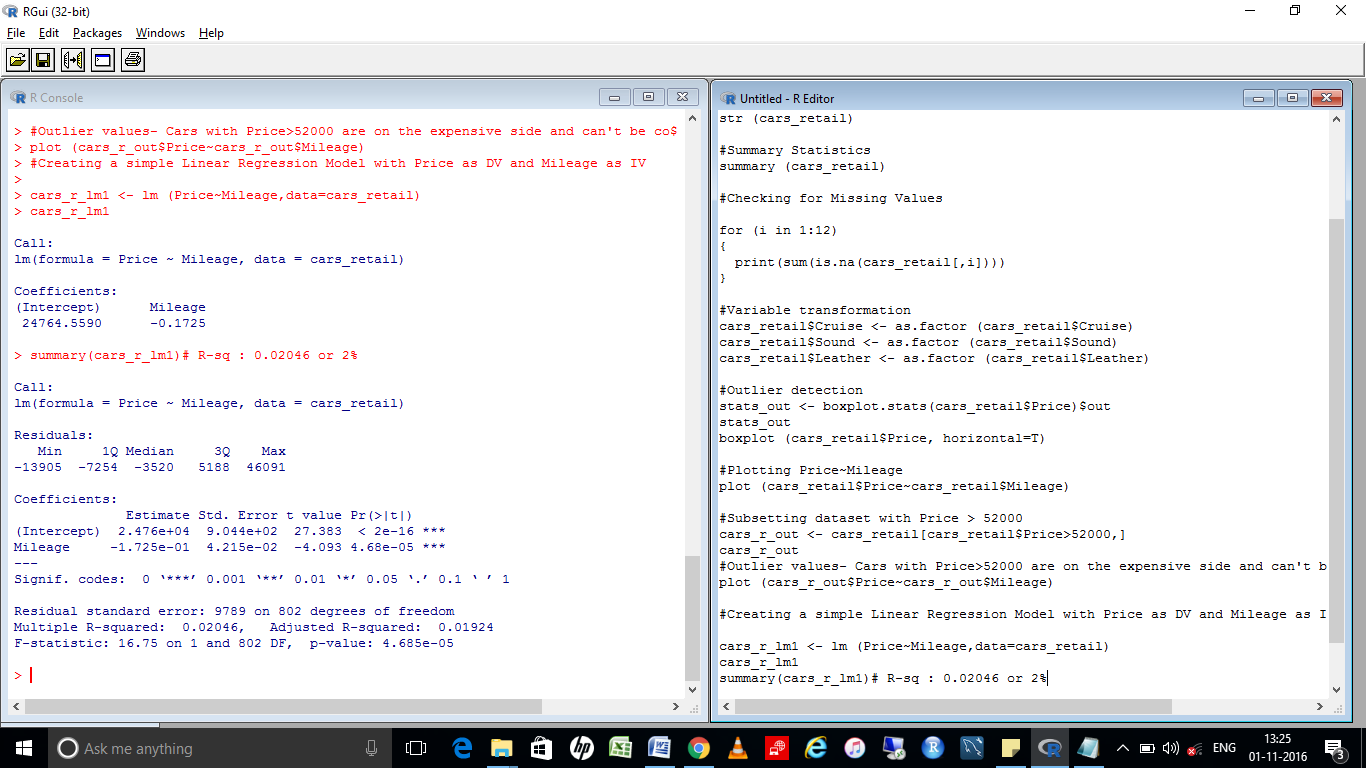 RGui (32-bit)
File Edit Packages Windows Help
R Console
> #Outlier values- Cars with Price>52000 are on the expensive side and can't be co$
> plot (cars_r_out$Price~cars_r_out$Mileage)
> #Creating a simple Linear Regression Model with Price as DV and Mileage as IV
>
> cars_r_lm1 <- lm (Price~Mileage,data=cars_retail)
> cars_r_lm1
Call:
lm(formula = Price ~ Mileage, data = cars_retail)
Coefficients:
(Intercept)      Mileage
 24764.5590      -0.1725
> summary(cars_r_lm1)# R-sq : 0.02046 or 2%
Call:
lm(formula = Price ~ Mileage, data = cars_retail)
Residuals:
   Min     1Q Median     3Q    Max
-13905  -7254  -3520   5188  46091
Coefficients:
              Estimate Std. Error t value Pr(>|t|)
(Intercept)  2.476e+04  9.044e+02  27.383  < 2e-16 ***
Mileage     -1.725e-01  4.215e-02  -4.093 4.68e-05 ***
---
Signif. codes:  0 ‘***’ 0.001 ‘**’ 0.01 ‘*’ 0.05 ‘.’ 0.1 ‘ ’ 1
Residual standard error: 9789 on 802 degrees of freedom
Multiple R-squared:  0.02046,   Adjusted R-squared:  0.01924
F-statistic: 16.75 on 1 and 802 DF,  p-value: 4.685e-05
>
Untitled - R Editor
str (cars_retail)
#Summary Statistics
summary (cars_retail)
#Checking for Missing Values
for (i in 1:12)
{
  print(sum(is.na(cars_retail[,i])))
}
#Variable transformation
cars_retail$Cruise <- as.factor (cars_retail$Cruise)
cars_retail$Sound <- as.factor (cars_retail$Sound)
cars_retail$Leather <- as.factor (cars_retail$Leather)
#Outlier detection
stats_out <- boxplot.stats(cars_retail$Price)$out
stats_out
boxplot (cars_retail$Price, horizontal=T)
#Plotting Price~Mileage
plot (cars_retail$Price~cars_retail$Mileage)
#Subsetting dataset with Price > 52000
cars_r_out <- cars_retail[cars_retail$Price>52000,]
cars_r_out
#Outlier values- Cars with Price>52000 are on the expensive side and can't b
plot (cars_r_out$Price~cars_r_out$Mileage)
#Creating a simple Linear Regression Model with Price as DV and Mileage as I
cars_r_lm1 <- lm (Price~Mileage,data=cars_retail)
cars_r_lm1
summary(cars_r_lm1)# R-sq : 0.02046 or 2%
Ask me anything
ENG
13:25
01-11-2016
3